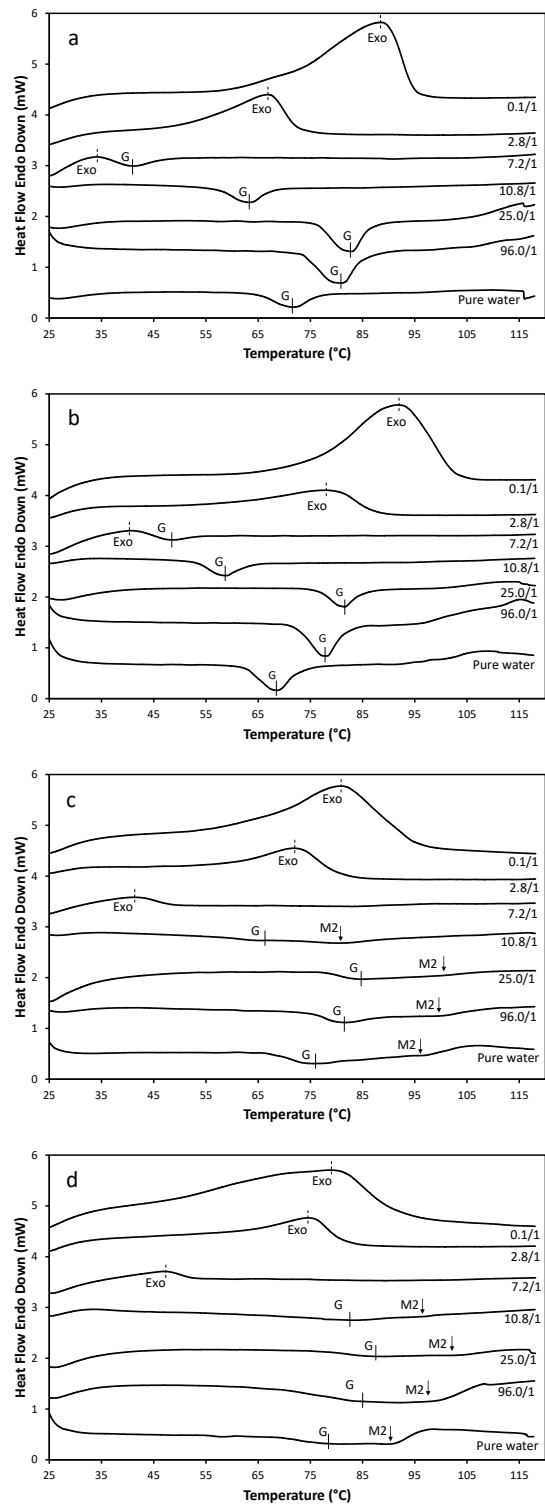 a
Heat Flow Endo Down (mW)
6
5
4
3
2
1
0
Exo
0.1/1
Exo
2.8/1
Exo
G
7.2/1
G
10.8/1
G
25.0/1
G
96.0/1
G
Pure water
25 35 45 55 65 75 85 95 105 115
Temperature (°C)
b
Heat Flow Endo Down (mW)
6
5
4
3
2
1
0
Exo
0.1/1
Exo
2.8/1
Exo
G
7.2/1
G
10.8/1
G
25.0/1
G
96.0/1
G
Pure water
25 35 45 55 65 75 85 95 105 115
Temperature (°C)
c
Heat Flow Endo Down (mW)
6
5
4
3
2
1
0
Exo
0.1/1
Exo
2.8/1
Exo
7.2/1
G
M2
10.8/1
G
M2
25.0/1
G
M2
96.0/1
G
M2
Pure water
25 35 45 55 65 75 85 95 105 115
Temperature (°C)
d
Heat Flow Endo Down (mW)
6
5
4
3
2
1
0
Exo
0.1/1
Exo
2.8/1
Exo
7.2/1
G
M2
10.8/1
G
M2
25.0/1
G
M2
96.0/1
G
M2
Pure water
25 35 45 55 65 75 85 95 105 115
Temperature (°C)